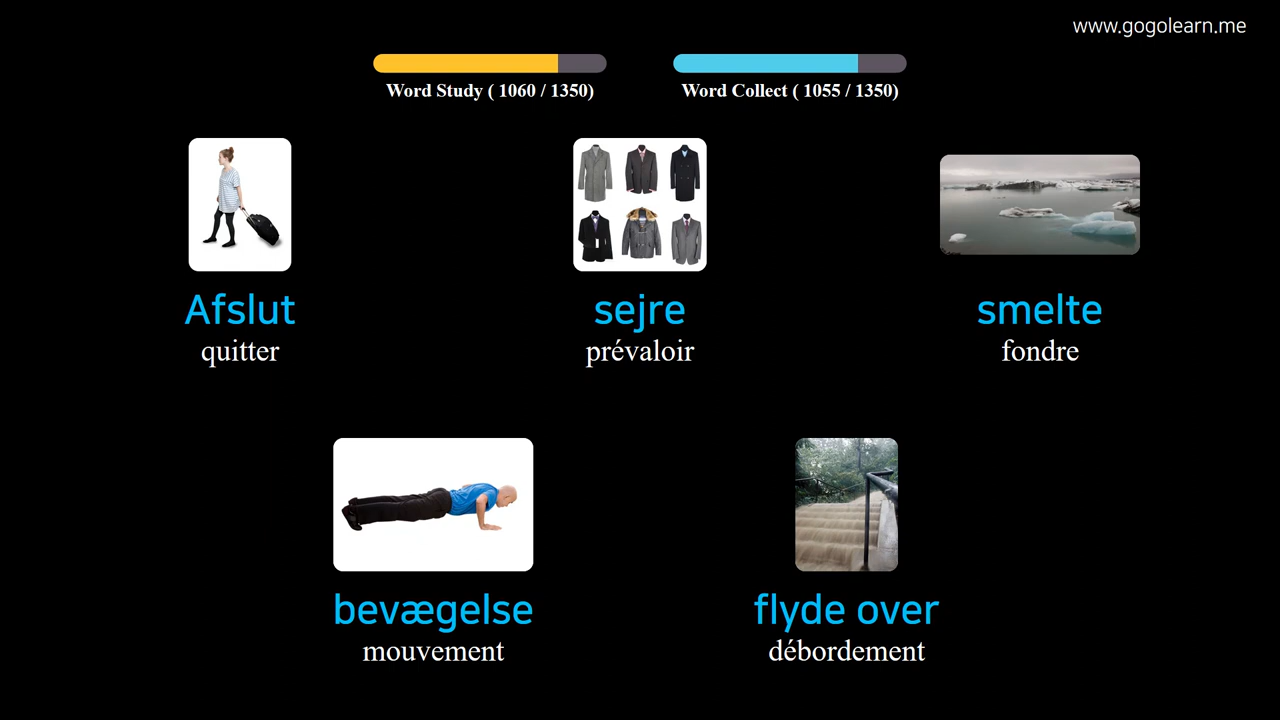 www.gogolearn.me
Word Study ( 1060 / 1350)
Word Collect ( 1055 / 1350)
Afslut
quitter
sejre
prévaloir
smelte
fondre
bevægelse
mouvement
flyde over
débordement